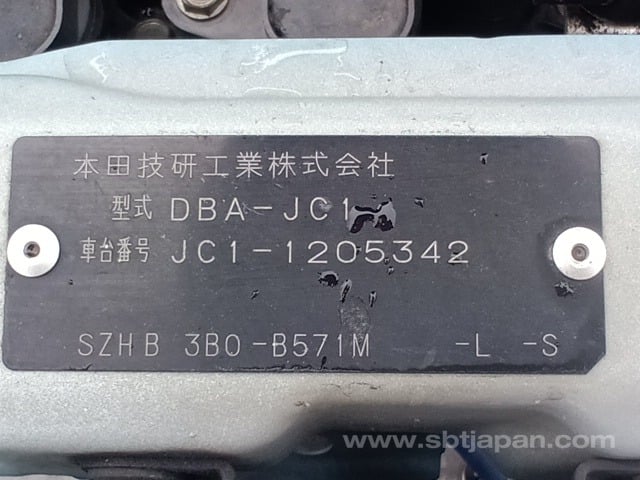 本田技研工業株式会社
型式 DBA-JC1
車台番号 JC1-1205342
SZHB 3B0-B571M -L -S
www.sbtjapan.com